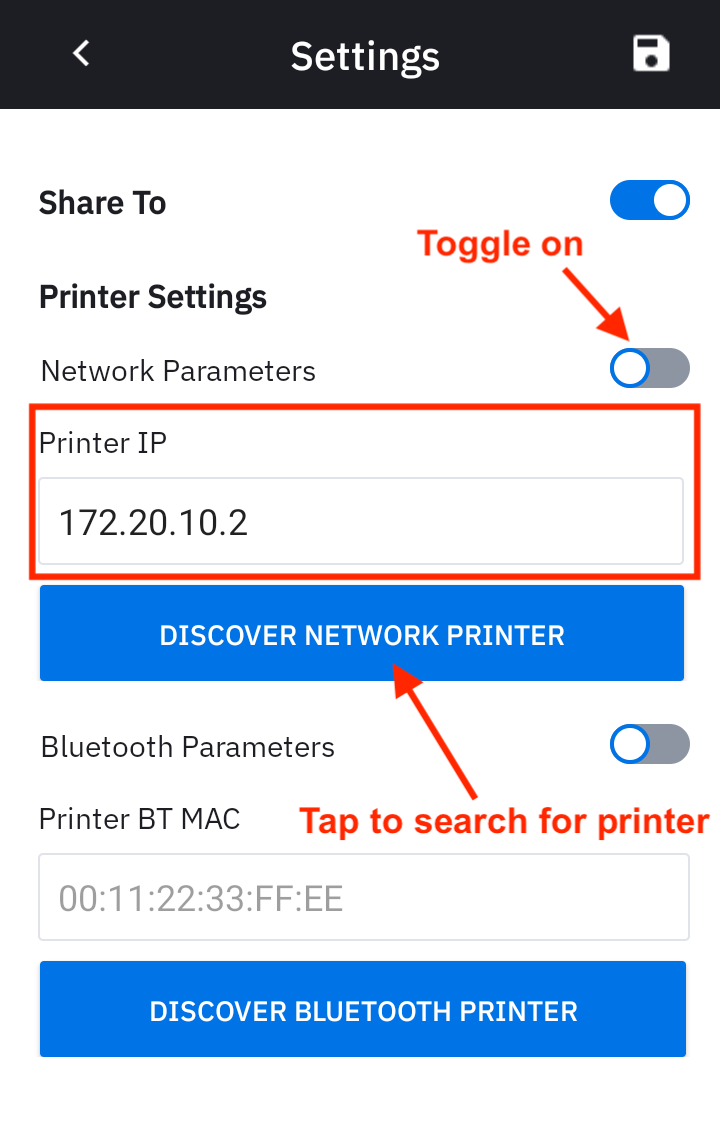 Settings
Share To
Toggle on
Printer Settings
Network Parameters
Printer IP
172.20.10.2
DISCOVER NETWORK PRINTER
Bluetooth Parameters
Printer BT MAC
Tap to search for printer
00:11:22:33:FF:EE
DISCOVER BLUETOOTH PRINTER